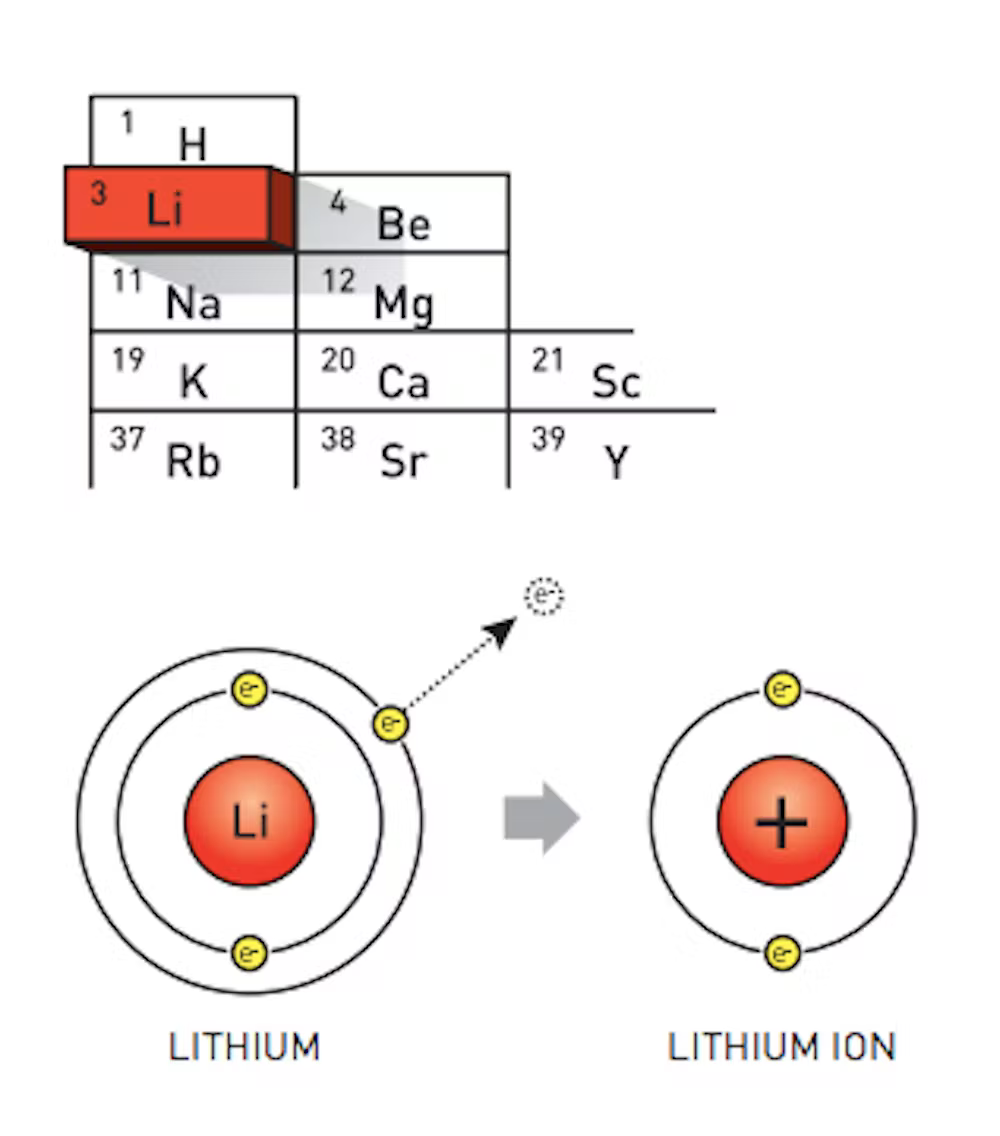 1 H
3 Li 4 Be
11 Na 12 Mg
19 K 20 Ca 21 Sc
37 Rb 38 Sr 39 Y
e-
e- e- e-
Li +
e- e-
LITHIUM LITHIUM ION